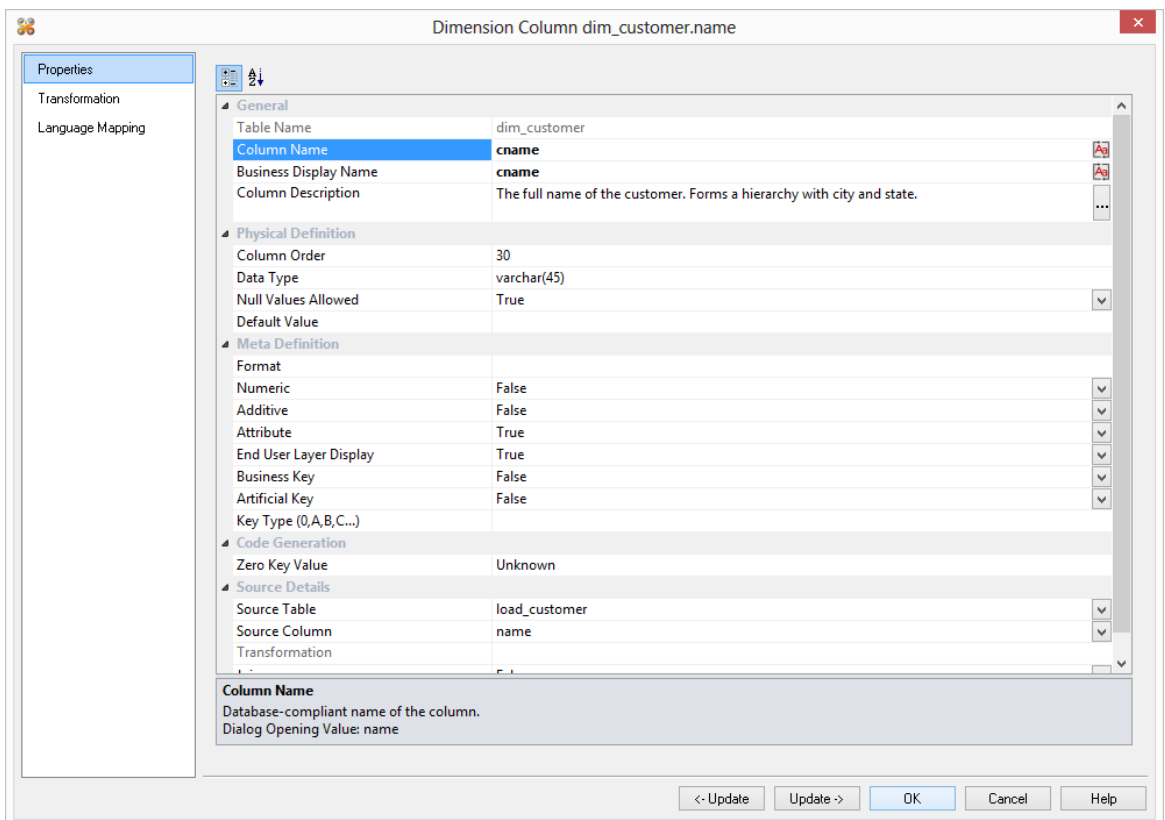 Dimension Column dim_customer.name
Properties
Transformation
Language Mapping
General
Table Name dim_customer
Column Name cname
Business Display Name cname
Column Description The full name of the customer. Forms a hierarchy with city and state.
...
Physical Definition
Column Order 30
Data Type varchar(45)
Null Values Allowed True
Default Value
Meta Definition
Format
Numeric False
Additive False
Attribute True
End User Layer Display True
Business Key False
Artificial Key False
Key Type (0,A,B,C...)
Code Generation
Zero Key Value Unknown
Source Details
Source Table load_customer
Source Column name
Transformation
Column Name
Database-compliant name of the column.
Dialog Opening Value: name
<- Update Update -> OK Cancel Help